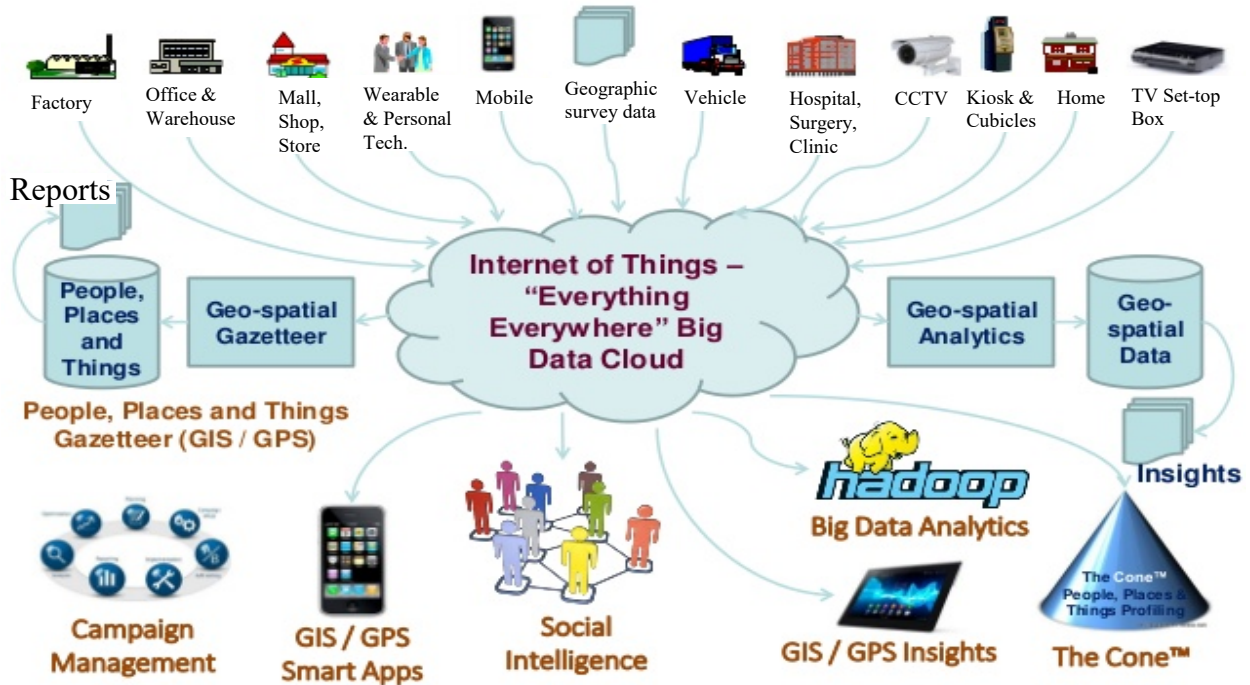 Factory
Office &
Warehouse
Mall,
Shop,
Store
Wearable
& Personal
Tech.
Mobile
Geographic
survey data
Vehicle
Hospital,
Surgery,
Clinic
CCTV
Kiosk &
Cubicles
Home
TV Set-top
Box
Reports
People,
Places
and
Things
Geo-spatial
Gazetteer
Internet of Things –
“Everything
Everywhere” Big
Data Cloud
Geo-spatial
Analytics
Geo-
spatial
Data
People, Places and Things
Gazetteer (GIS / GPS)
Insights
hadoop
Big Data Analytics
The Cone™
People, Places &
Things Profiling
Campaign
Management
GIS / GPS
Smart Apps
Social
Intelligence
GIS / GPS Insights
The Cone™